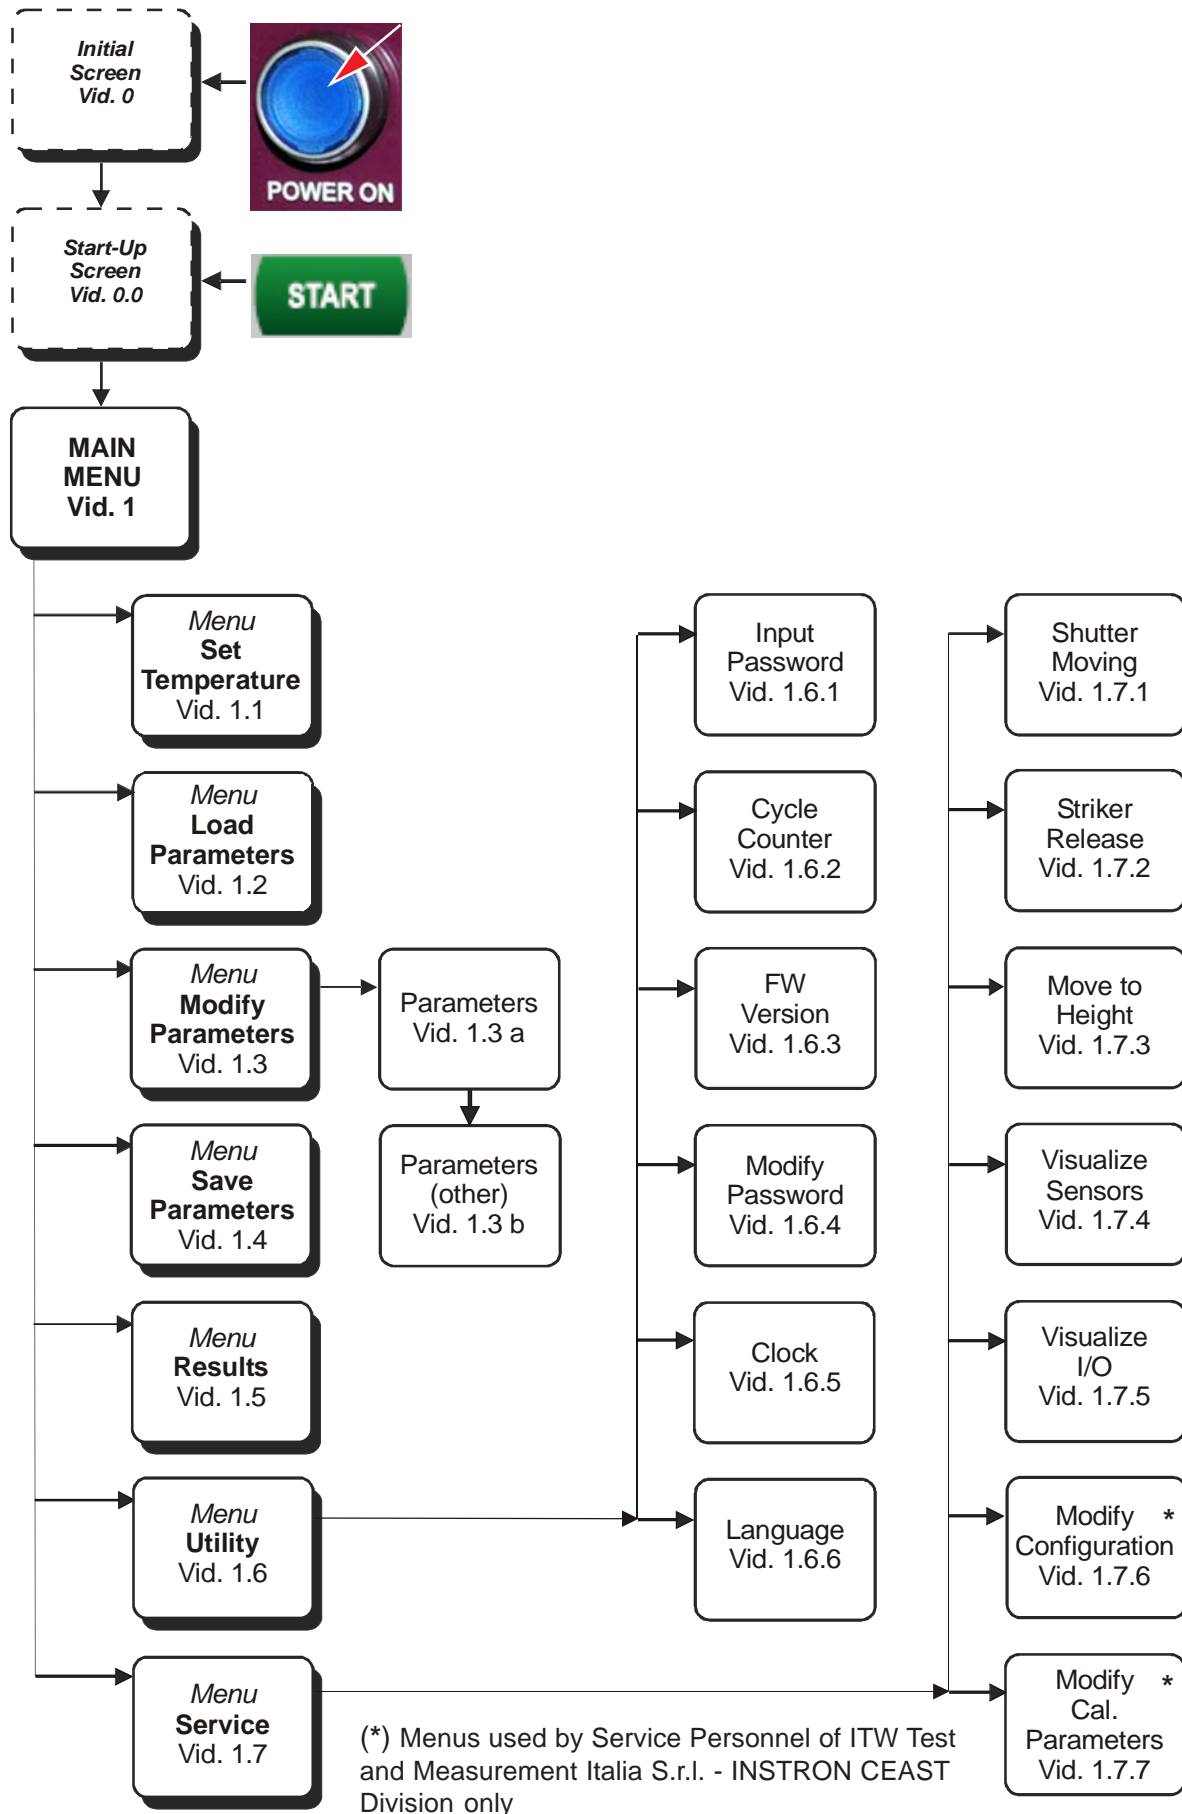 Initial
Screen
Vid. 0
POWER ON
Start-Up
Screen
Vid. 0.0
START
MAIN
MENU
Vid. 1
Menu
Set
Temperature
Vid. 1.1
Menu
Load
Parameters
Vid. 1.2
Menu
Modify
Parameters
Vid. 1.3
Parameters
Vid. 1.3 a
Parameters
(other)
Vid. 1.3 b
Menu
Save
Parameters
Vid. 1.4
Menu
Results
Vid. 1.5
Menu
Utility
Vid. 1.6
Input
Password
Vid. 1.6.1
Cycle
Counter
Vid. 1.6.2
FW
Version
Vid. 1.6.3
Modify
Password
Vid. 1.6.4
Clock
Vid. 1.6.5
Language
Vid. 1.6.6
Menu
Service
Vid. 1.7
Shutter
Moving
Vid. 1.7.1
Striker
Release
Vid. 1.7.2
Move to
Height
Vid. 1.7.3
Visualize
Sensors
Vid. 1.7.4
Visualize
I/O
Vid. 1.7.5
Modify *
Configuration
Vid. 1.7.6
Modify *
Cal.
Parameters
Vid. 1.7.7
(*) Menus used by Service Personnel of ITW Test
and Measurement Italia S.r.l. - INSTRON CEAST
Division only